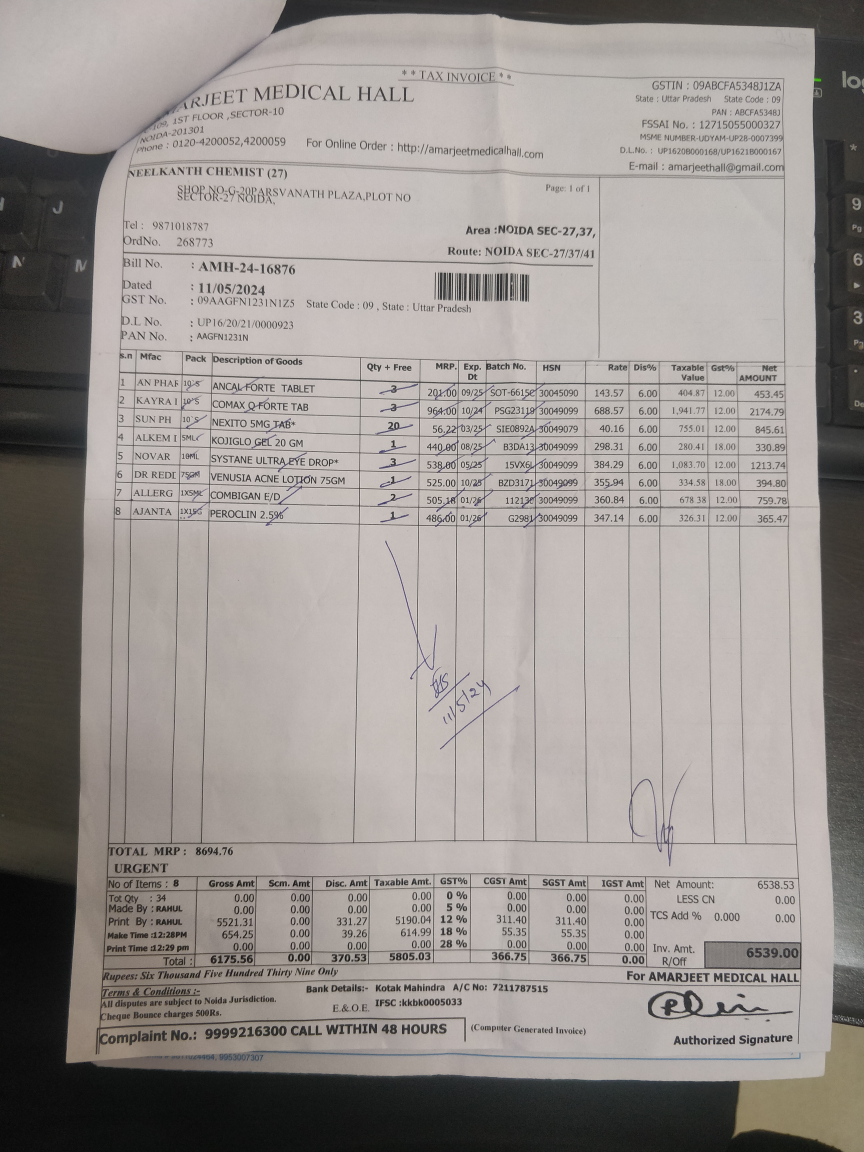 * * TAX INVOICE * *
ARJEET MEDICAL HALL
109, 1ST FLOOR ,SECTOR-10
NOIDA-201301
Phone : 0120-4200052,4200059 For Online Order : http://amarjeetmedicalhall.com
GSTIN : 09ABCFA5348J1ZA
State : Uttar Pradesh State Code : 09
PAN : ABCFA5348J
FSSAI No. : 12715055000327
MSME NUMBER-UDYAM-UP28-0007399
D.L.No. : UP1620B000168/UP1621B000167
E-mail : amarjeethall@gmail.com
NEELKANTH CHEMIST (27)
Page: 1 of 1
SHOP NO-G-20PARSVANATH PLAZA,PLOT NO
SECTOR-27 NOIDA,
Tel : 9871018787
Area :NOIDA SEC-27,37,
OrdNo. 268773
Route: NOIDA SEC-27/37/41
Bill No. : AMH-24-16876
Dated : 11/05/2024
GST No. : 09AAGFN1231N1Z5 State Code : 09 , State : Uttar Pradesh
D.L No. : UP16/20/21/0000923
PAN No. : AAGFN1231N
s.n Mfac Pack Description of Goods Qty + Free MRP. Exp. Dt Batch No. HSN Rate Dis% Taxable Value Gst% Net AMOUNT
1 AN PHAR 10'S ANCAL FORTE TABLET 3 201.00 09/25 SOT-6615E 30045090 143.57 6.00 404.87 12.00 453.45
2 KAYRA 10'S COMAX Q FORTE TAB 3 964.00 10/24 PSG23119 30049099 688.57 6.00 1,941.77 12.00 2174.79
3 SUN PH 10'S NEXITO 5MG TAB* 20 56.22 03/25 SIE0892A 30049099 40.16 6.00 755.01 12.00 845.61
4 ALKEM 5ML KOJIGLO GEL 20 GM 1 440.00 08/25 B3DA13 30049099 298.31 6.00 280.41 18.00 330.89
5 NOVAR 10ML SYSTANE ULTRA EYE DROP* 3 538.00 05/25 15VX6L 30049099 384.29 6.00 1,083.70 12.00 1213.74
6 DR REDD 75GM VENUSIA ACNE LOTION 75GM 1 525.00 10/25 BZD3171 30049099 355.94 6.00 334.58 18.00 394.80
7 ALLERG 1X5ML COMBIGAN E/D 2 505.18 01/26 30049099 360.84 6.00 678.38 12.00 759.78
8 AJANTA 1X15G PEROCLIN 2.5% 1 486.00 01/26 G2981 30049099 347.14 6.00 326.31 12.00 365.47
11/5/24
TOTAL MRP : 8694.76
URGENT
No of Items : 8 Gross Amt Scm. Amt Disc. Amt Taxable Amt. GST% CGST Amt SGST Amt IGST Amt Net Amount: 6538.53
Tot Qty : 34 0.00 0.00 0.00 0.00 0 % 0.00 0.00 0.00 LESS CN 0.00
Made By : RAHUL 0.00 0.00 0.00 0.00 5 % 0.00 0.00 0.00 TCS Add % 0.000 0.00
Print By : RAHUL 5521.31 0.00 331.27 5190.04 12 % 311.40 311.40 0.00
Make Time :12:28PM 654.25 0.00 39.26 614.99 18 % 55.35 55.35 0.00
Print Time :12:29 pm 0.00 0.00 0.00 0.00 28 % 0.00 0.00 0.00 Inv. Amt. R/Off 6539.00
Total : 6175.56 0.00 370.53 5805.03 366.75 366.75 0.00
Rupees: Six Thousand Five Hundred Thirty Nine Only
For AMARJEET MEDICAL HALL
Terms & Conditions :-
Bank Details:- Kotak Mahindra A/C No: 7211787515
All disputes are subject to Noida Jurisdiction.
E.& O.E. IFSC :kkbk0005033
Cheque Bounce charges 500Rs.
Complaint No.: 9999216300 CALL WITHIN 48 HOURS
(Computer Generated Invoice)
Authorized Signature